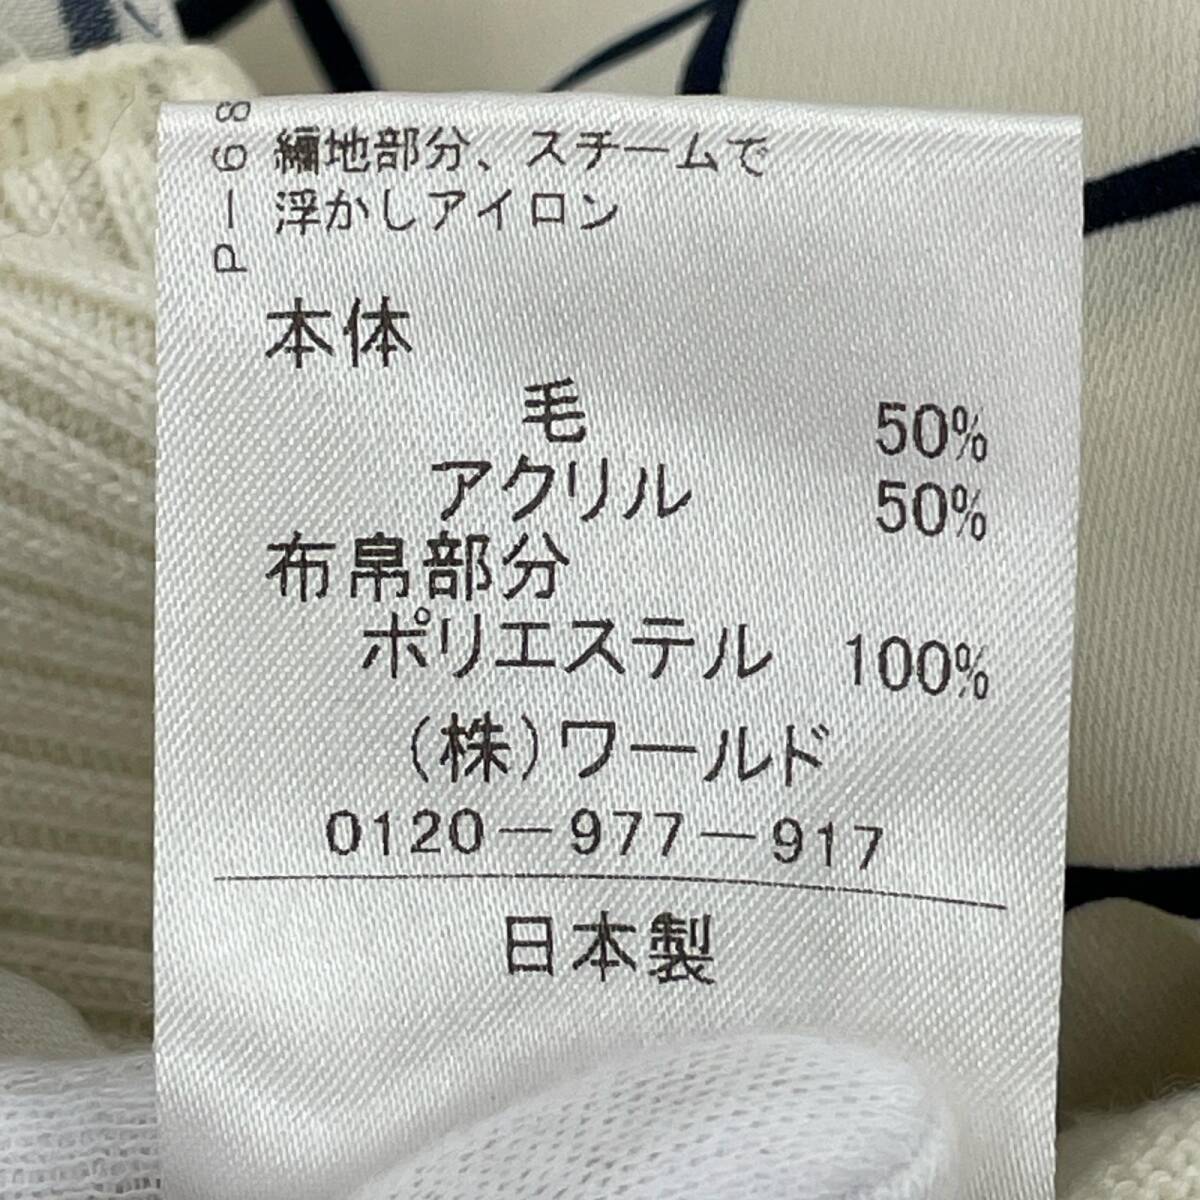 P-68
編地部分、スチームで
浮かしアイロン
本体
毛 50%
アクリル 50%
布帛部分
ポリエステル 100%
(株)ワールド
0120-977-917
日本製